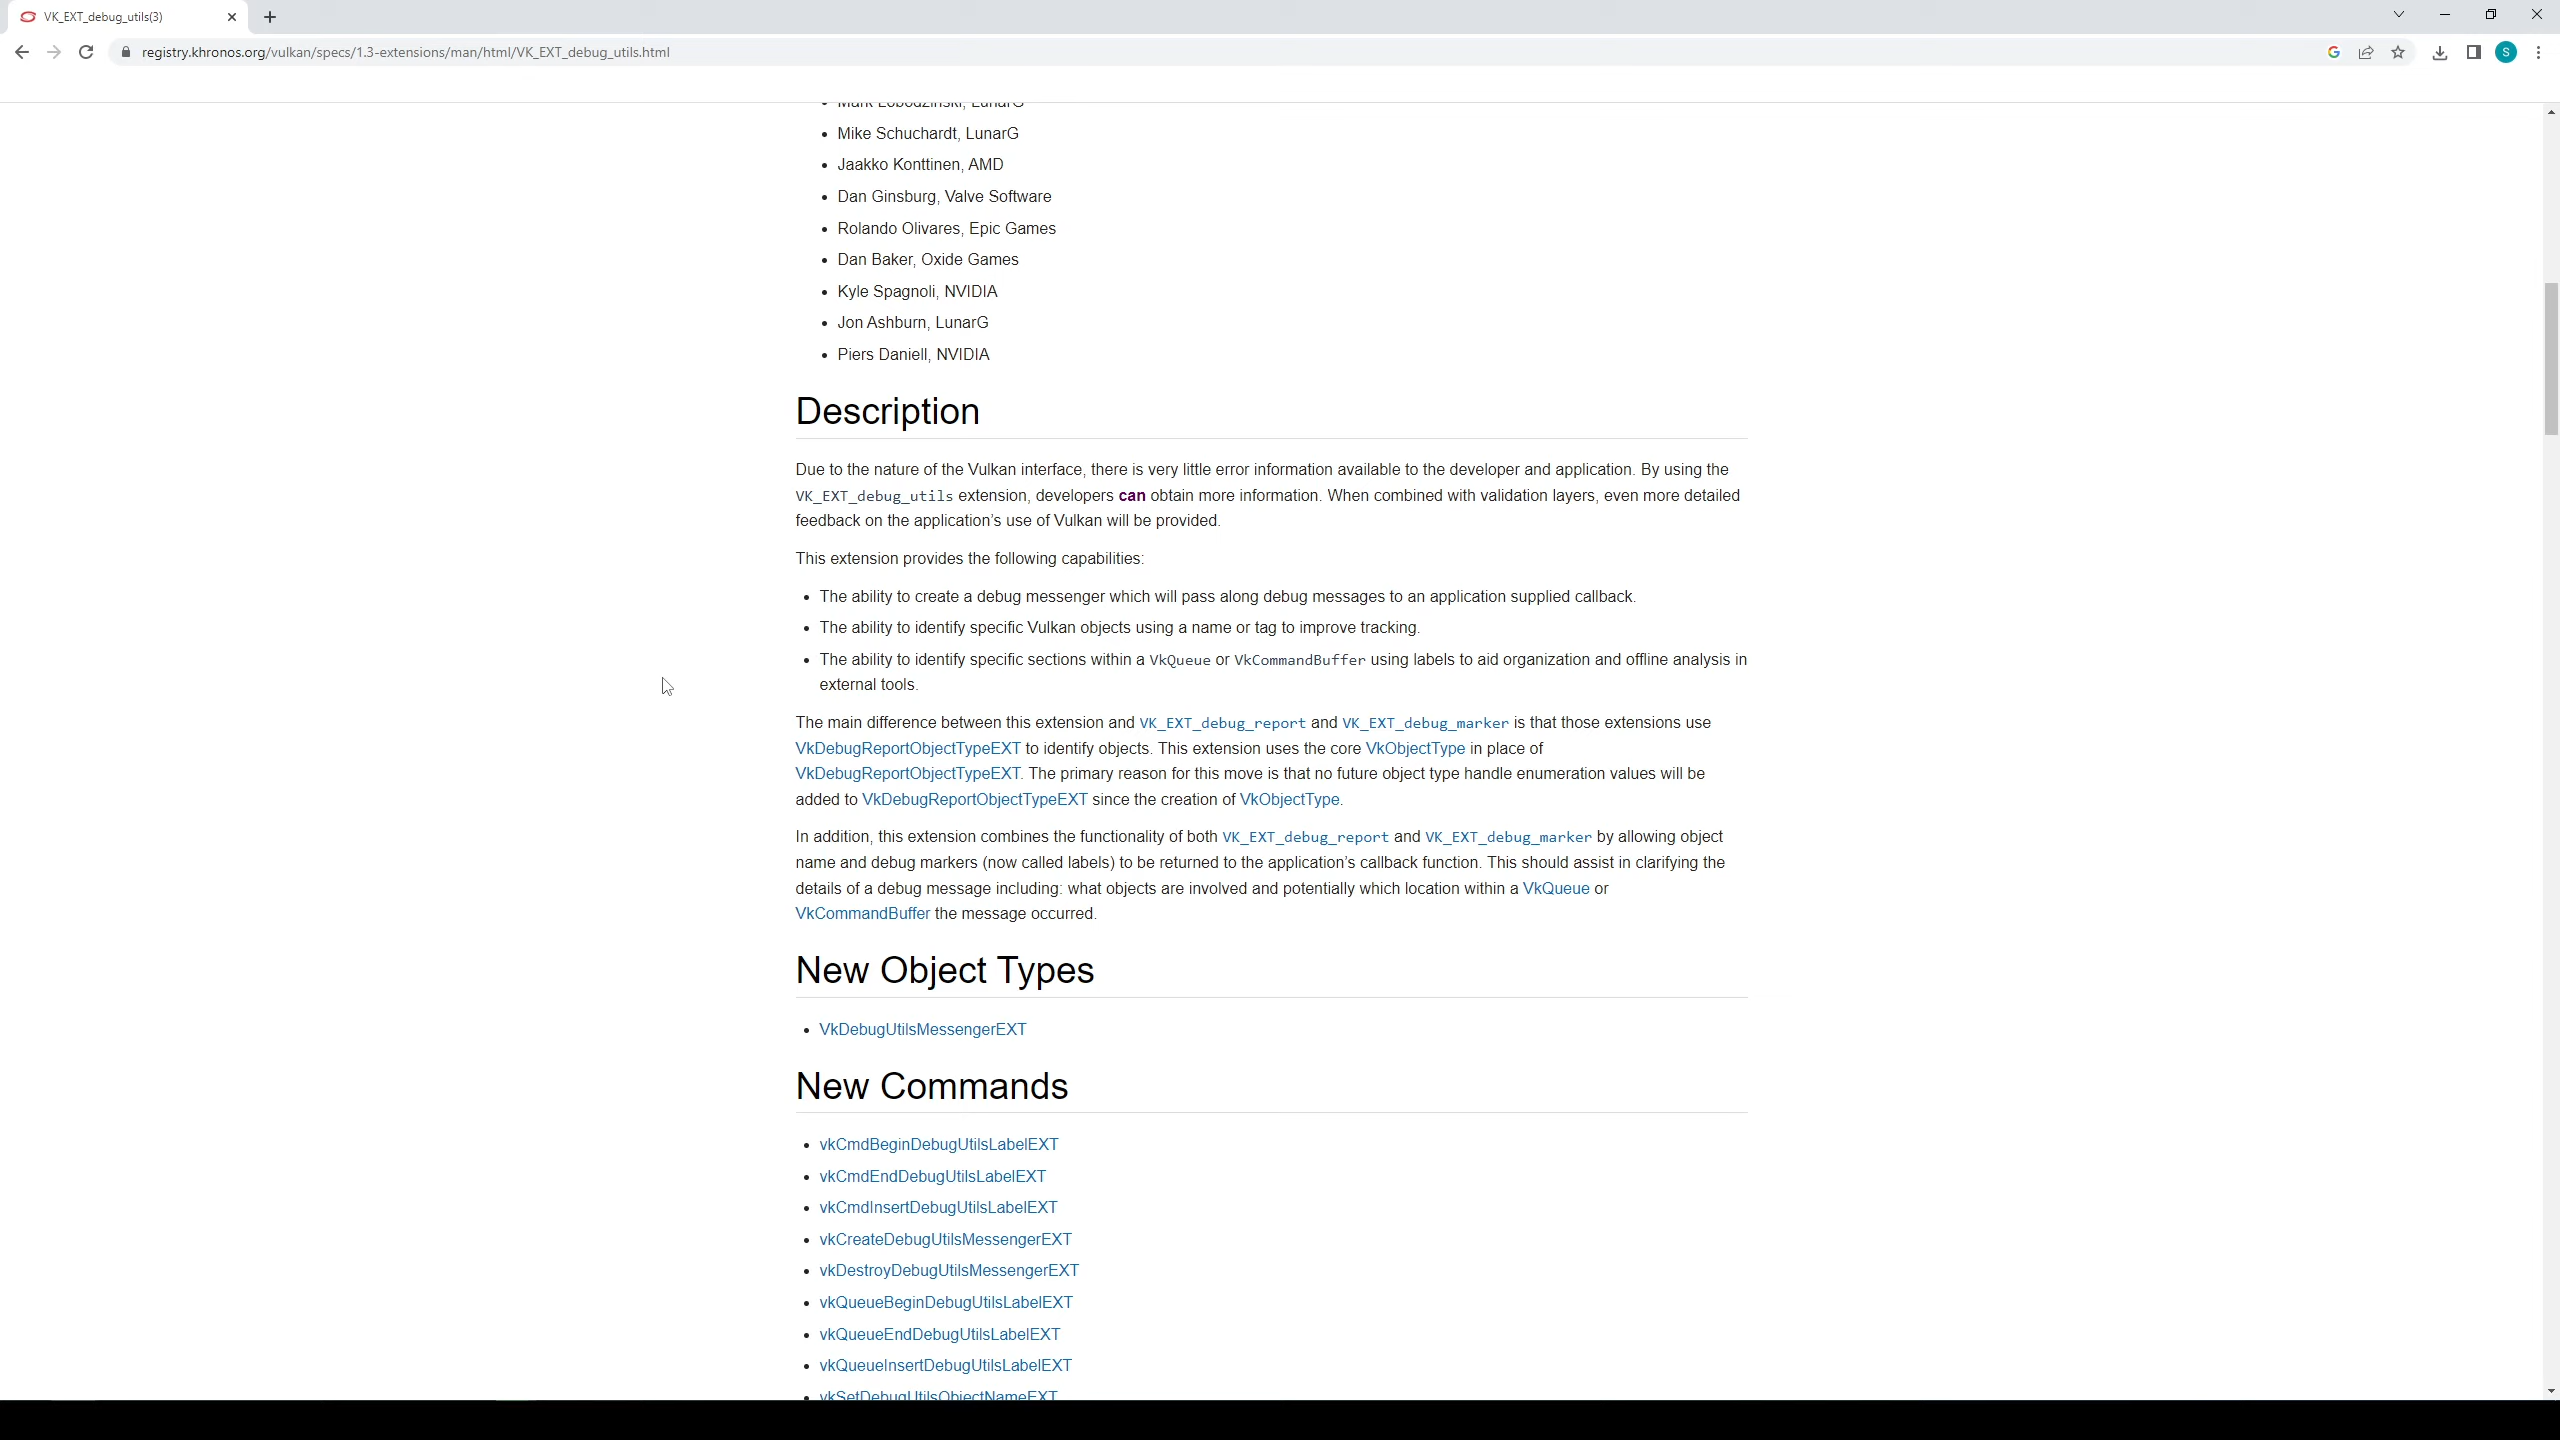 VK_EXT_debug_utils(3)
registry.khronos.org/vulkan/specs/1.3-extensions/man/html/VK_EXT_debug_utils.html
S
Mark Lobodzinski, LunarG
Mike Schuchardt, LunarG
Jaakko Konttinen, AMD
Dan Ginsburg, Valve Software
Rolando Olivares, Epic Games
Dan Baker, Oxide Games
Kyle Spagnoli, NVIDIA
Jon Ashburn, LunarG
Piers Daniell, NVIDIA
Description
Due to the nature of the Vulkan interface, there is very little error information available to the developer and application. By using the
VK_EXT_debug_utils extension, developers can obtain more information. When combined with validation layers, even more detailed
feedback on the application’s use of Vulkan will be provided.
This extension provides the following capabilities:
The ability to create a debug messenger which will pass along debug messages to an application supplied callback.
The ability to identify specific Vulkan objects using a name or tag to improve tracking.
The ability to identify specific sections within a VkQueue or VkCommandBuffer using labels to aid organization and offline analysis in
external tools.
The main difference between this extension and VK_EXT_debug_report and VK_EXT_debug_marker is that those extensions use
VkDebugReportObjectTypeEXT to identify objects. This extension uses the core VkObjectType in place of
VkDebugReportObjectTypeEXT. The primary reason for this move is that no future object type handle enumeration values will be
added to VkDebugReportObjectTypeEXT since the creation of VkObjectType.
In addition, this extension combines the functionality of both VK_EXT_debug_report and VK_EXT_debug_marker by allowing object
name and debug markers (now called labels) to be returned to the application’s callback function. This should assist in clarifying the
details of a debug message including: what objects are involved and potentially which location within a VkQueue or
VkCommandBuffer the message occurred.
New Object Types
VkDebugUtilsMessengerEXT
New Commands
vkCmdBeginDebugUtilsLabelEXT
vkCmdEndDebugUtilsLabelEXT
vkCmdInsertDebugUtilsLabelEXT
vkCreateDebugUtilsMessengerEXT
vkDestroyDebugUtilsMessengerEXT
vkQueueBeginDebugUtilsLabelEXT
vkQueueEndDebugUtilsLabelEXT
vkQueueInsertDebugUtilsLabelEXT
vkSetDebugUtilsObjectNameEXT